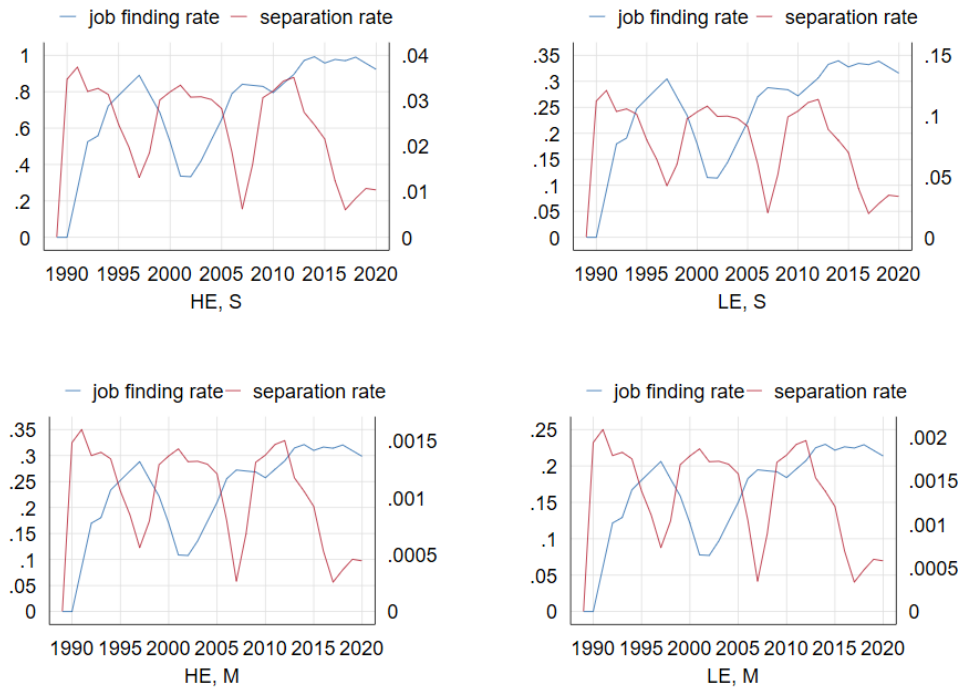 job finding rate separation rate
1 .8 .6 .4 .2 0
.04 .03 .02 .01 0
1990 1995 2000 2005 2010 2015 2020
HE, S
job finding rate separation rate
.35 .3 .25 .2 .15 .1 .05 0
.15 .1 .05 0
1990 1995 2000 2005 2010 2015 2020
LE, S
job finding rate separation rate
.35 .3 .25 .2 .15 .1 .05 0
.0015 .001 .0005 0
1990 1995 2000 2005 2010 2015 2020
HE, M
job finding rate separation rate
.25 .2 .15 .1 .05 0
.002 .0015 .001 .0005 0
1990 1995 2000 2005 2010 2015 2020
LE, M